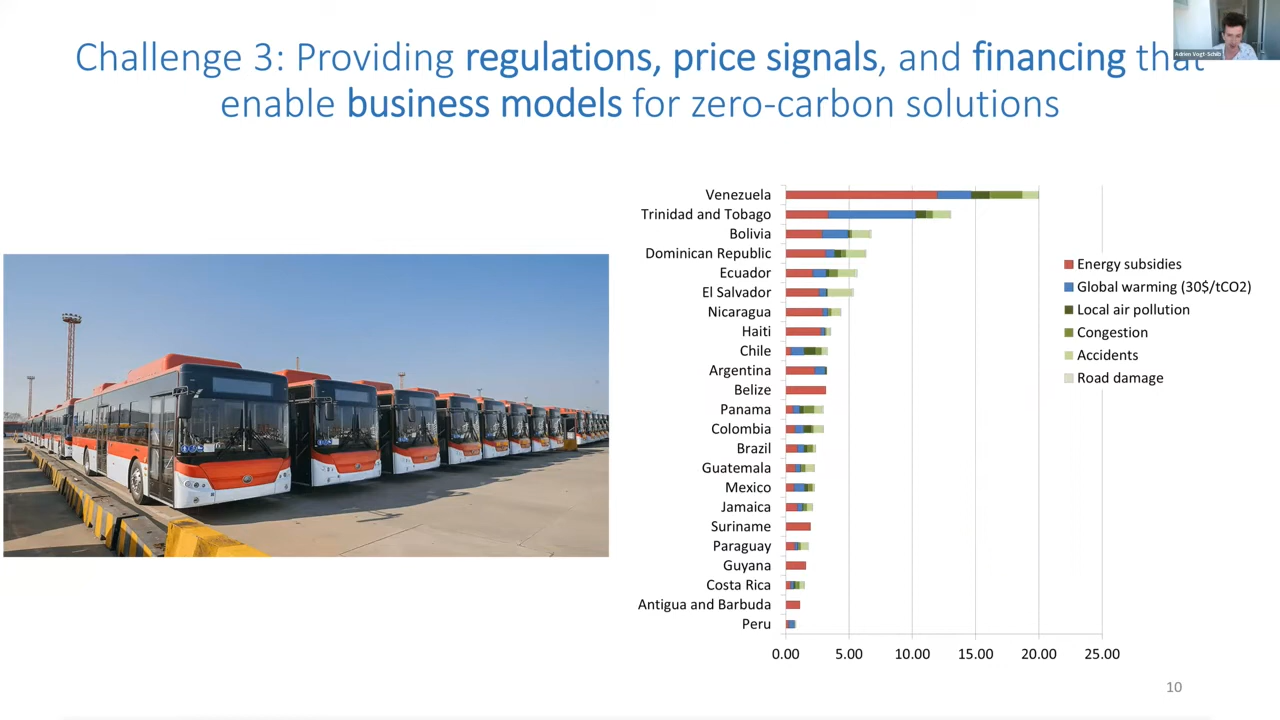 Adrien Vogt-Schilb
Challenge 3: Providing regulations, price signals, and financing that
enable business models for zero-carbon solutions
Venezuela
Trinidad and Tobago
Bolivia
Dominican Republic
Ecuador
El Salvador
Nicaragua
Haiti
Chile
Argentina
Belize
Panama
Colombia
Brazil
Guatemala
Mexico
Jamaica
Suriname
Paraguay
Guyana
Costa Rica
Antigua and Barbuda
Peru
0.00 5.00 10.00 15.00 20.00 25.00
Energy subsidies
Global warming (30$/tCO2)
Local air pollution
Congestion
Accidents
Road damage
10